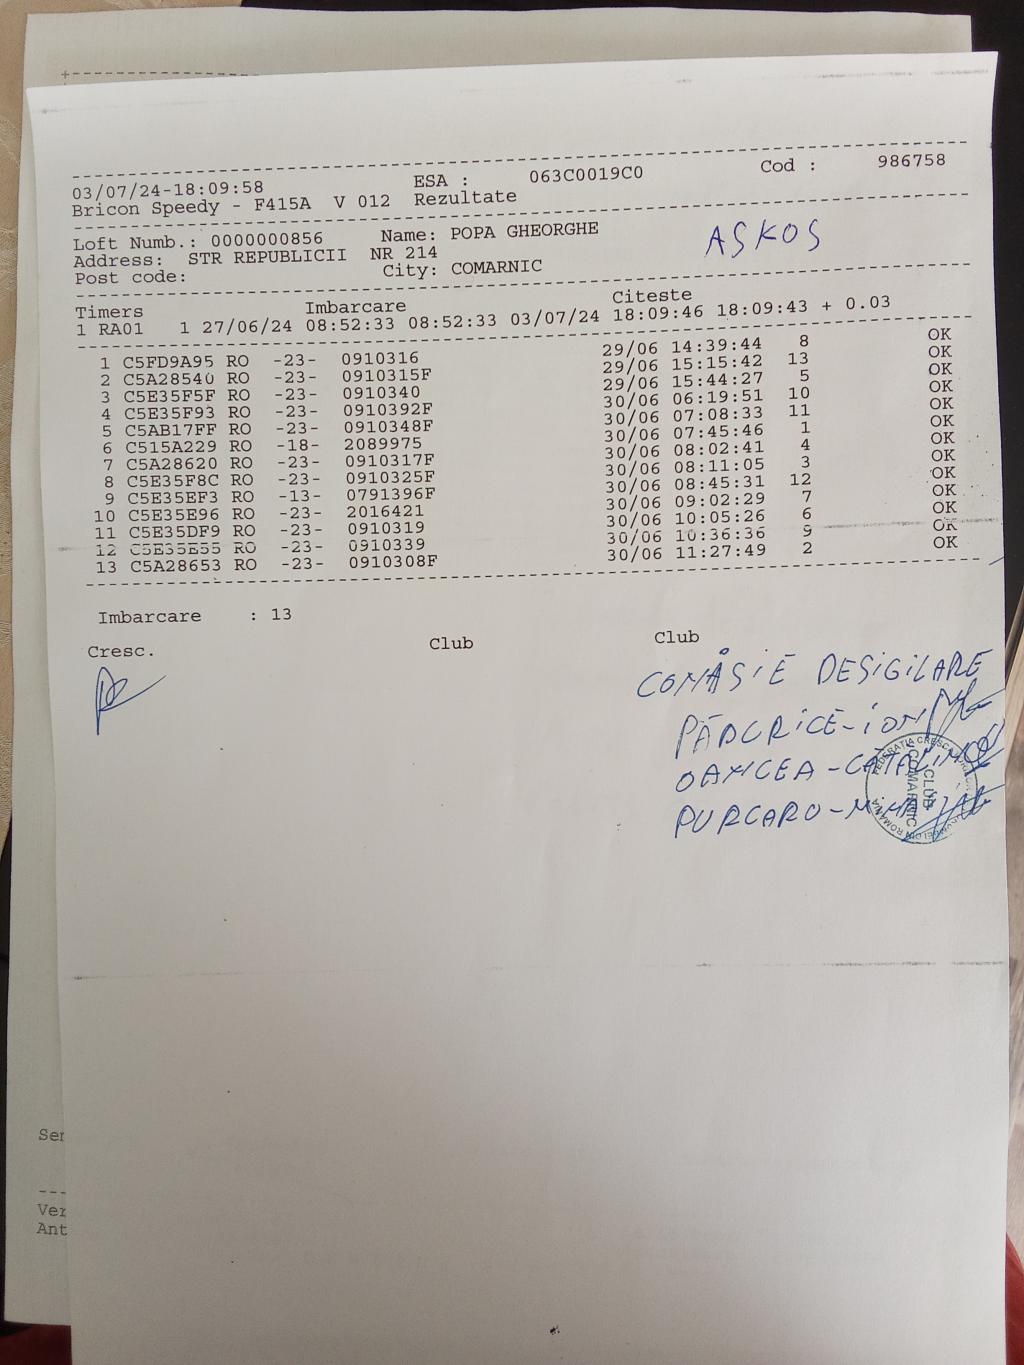 03/07/24-18:09:58 ESA : 063C0019C0 Cod : 986758
Bricon Speedy - F415A V 012 Rezultate
Loft Numb.: 0000000856 Name: POPA GHEORGHE
AȘKOS
Address: STR REPUBLICII NR 214
Post code: City: COMARNIC
Timers Imbarcare Citeste
1 RA01 1 27/06/24 08:52:33 08:52:33 03/07/24 18:09:46 18:09:43 + 0.03
1 C5FD9A95 RO -23- 0910316 29/06 14:39:44 8 OK
2 C5A28540 RO -23- 0910315F 29/06 15:15:42 13 OK
3 C5E35F5F RO -23- 0910340 29/06 15:44:27 5 OK
4 C5E35F93 RO -23- 0910392F 30/06 06:19:51 10 OK
5 C5AB17FF RO -23- 0910348F 30/06 07:08:33 11 OK
6 C515A229 RO -18- 2089975 30/06 07:45:46 1 OK
7 C5A28620 RO -23- 0910317F 30/06 08:02:41 4 OK
8 C5E35F8C RO -23- 0910325F 30/06 08:11:05 3 OK
9 C5E35EF3 RO -13- 0791396F 30/06 08:45:31 12 OK
10 C5E35E96 RO -23- 2016421 30/06 09:02:29 7 OK
11 C5E35DF9 RO -23- 0910319 30/06 10:05:26 6 OK
12 C5E35E55 RO -23- 0910339 30/06 10:36:36 9 OK
13 C5A28653 RO -23- 0910308F 30/06 11:27:49 2 OK
Imbarcare : 13
Cresc. Club Club
COMĂSIE DESIGILARE
PĂDURICE-ION
OANCEA-CĂTĂLIN
PURCARO-
CLUB
COMARNIC
Ser
Ver
Ant